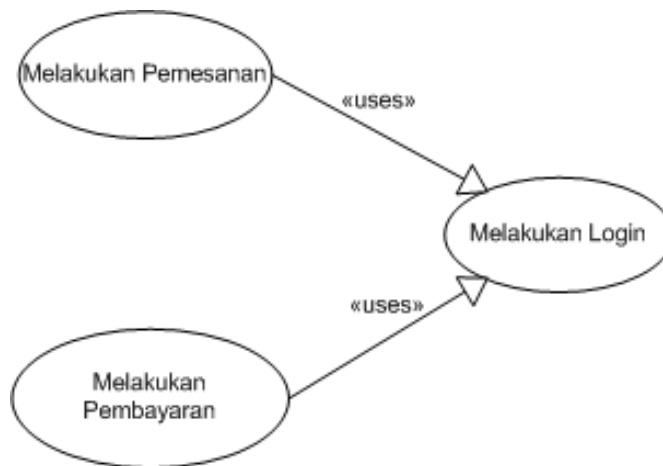 Melakukan Pemesanan
«uses»
Melakukan Login
«uses»
Melakukan
Pembayaran